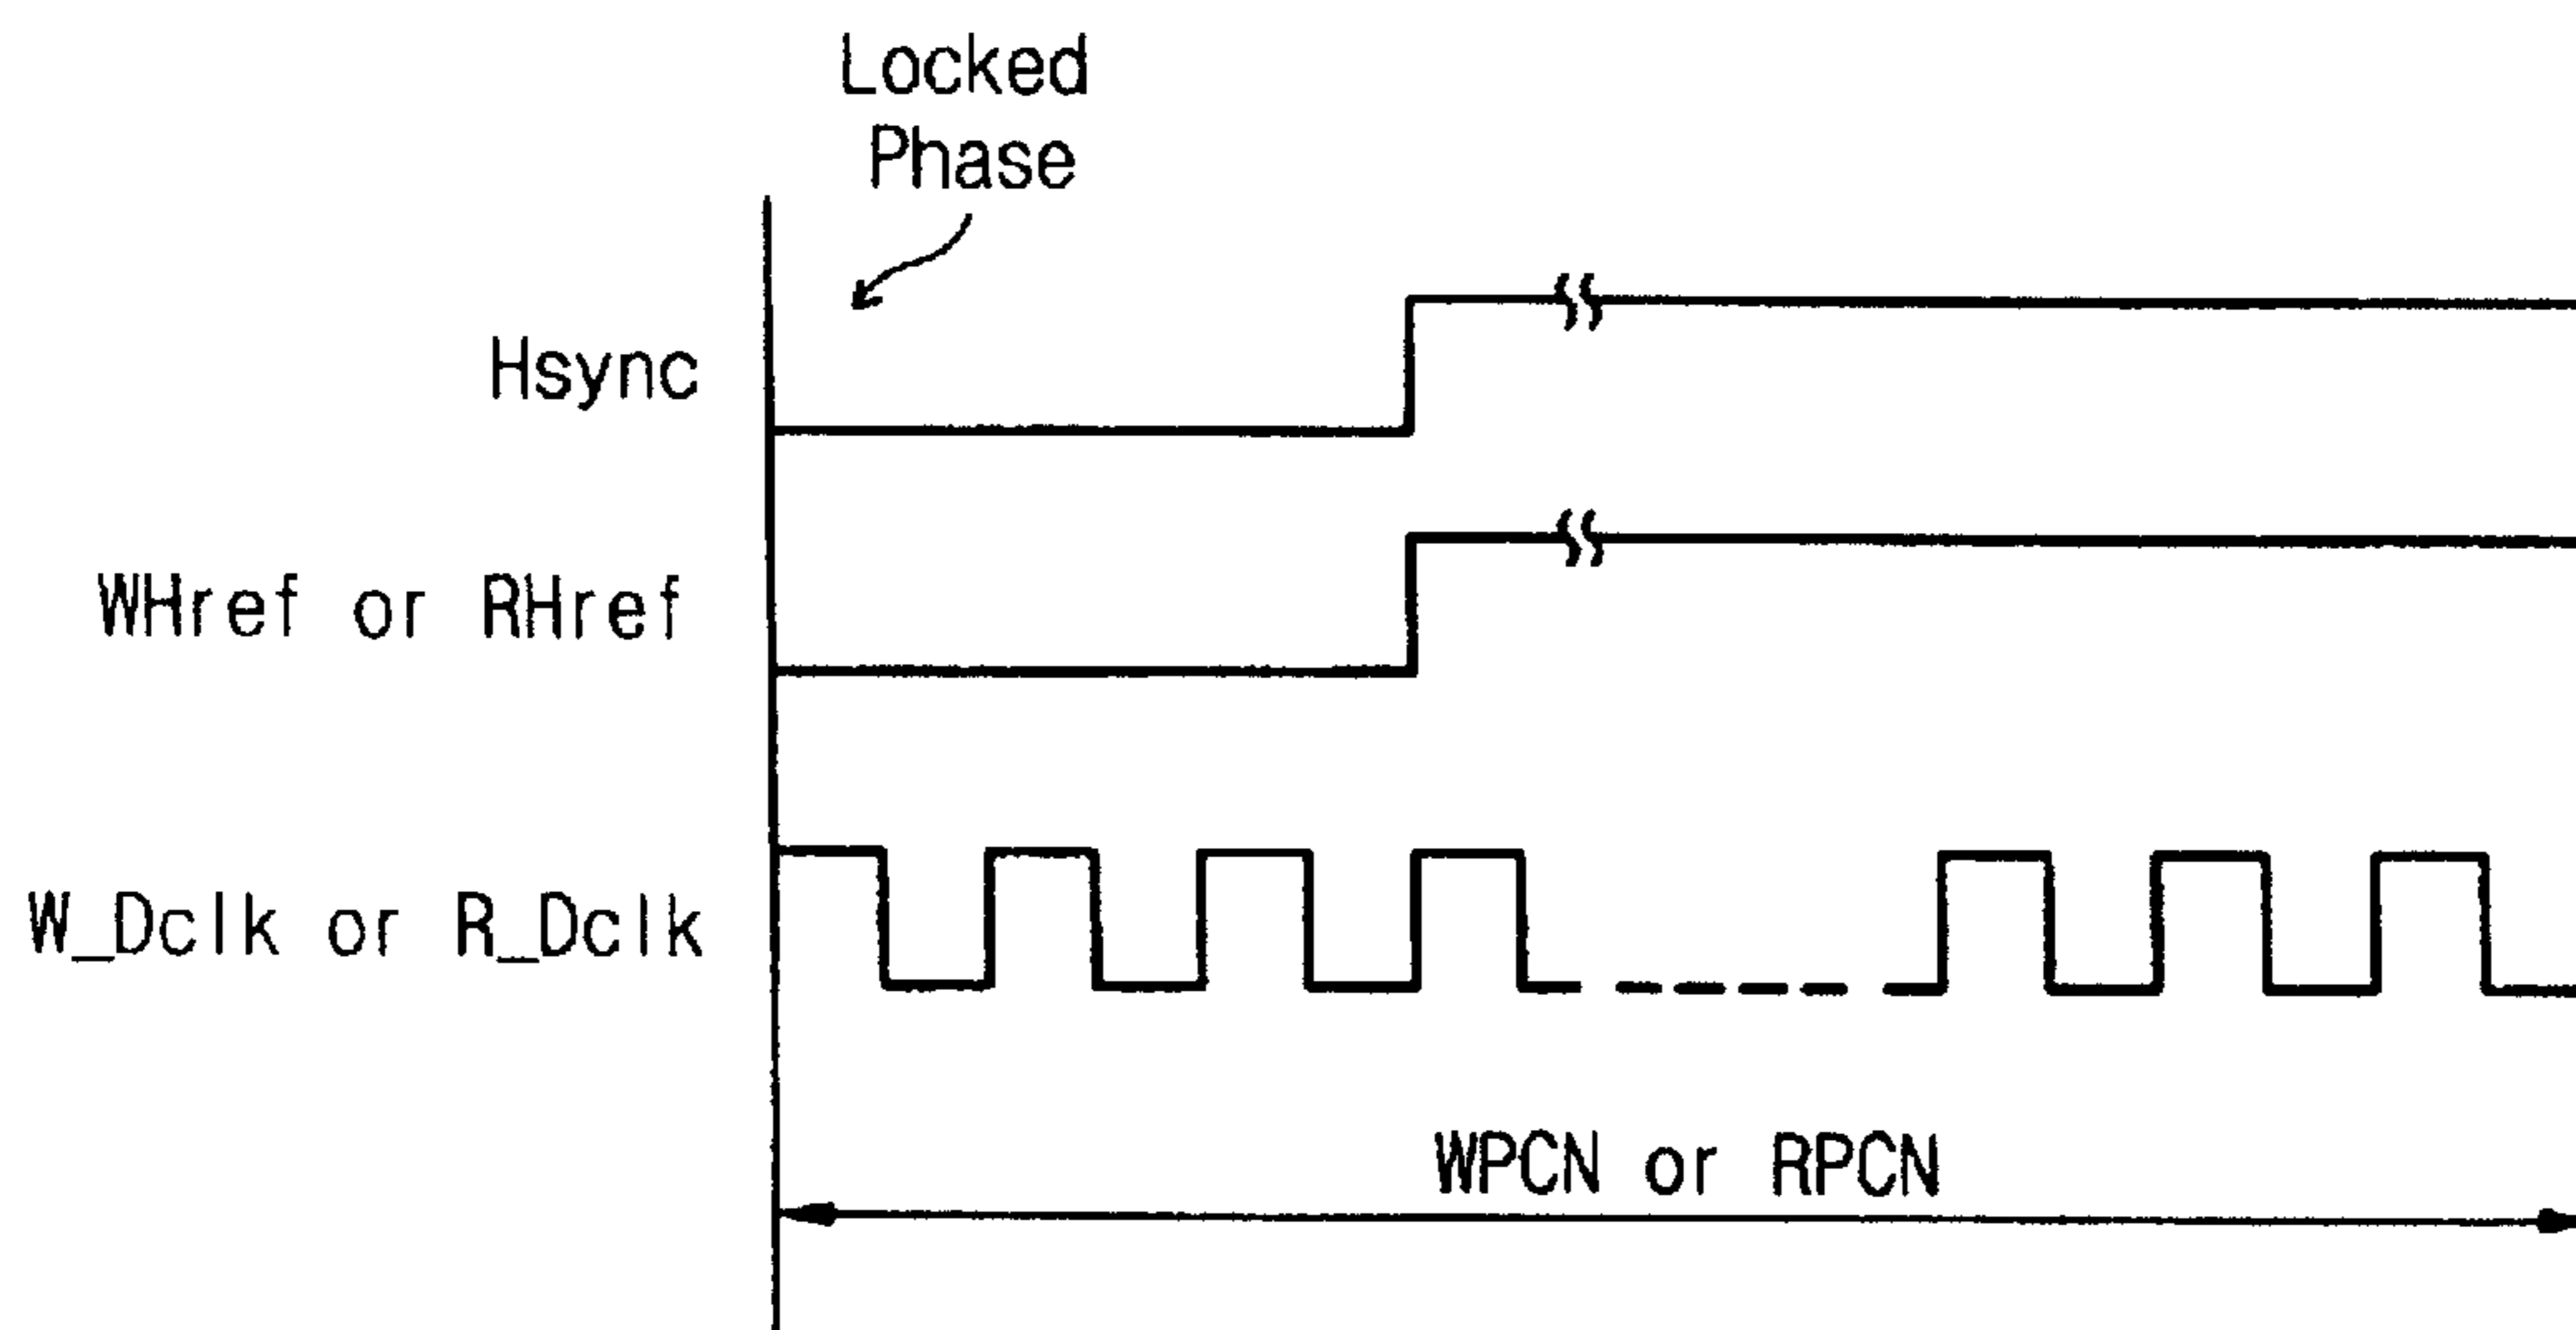 Locked
Phase
Hsync
WHref or RHref
W_Dclk or R_Dclk
WPCN or RPCN